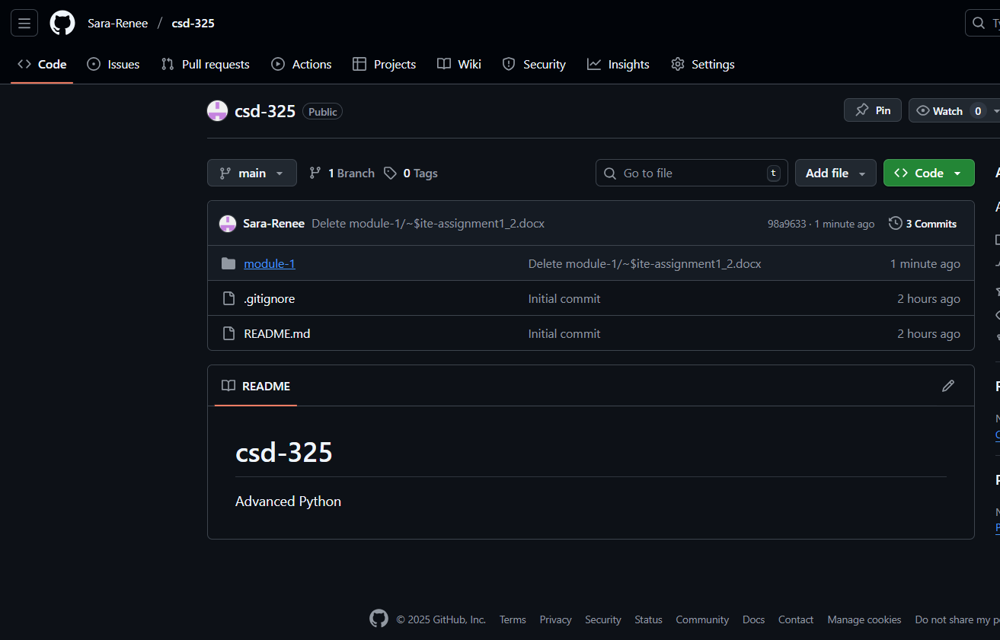 Sara-Renee / csd-325
Code Issues Pull requests Actions Projects Wiki Security Insights Settings
csd-325 Public Pin Watch 0
main 1 Branch 0 Tags Go to file t Add file Code
Sara-Renee Delete module-1/~$ite-assignment1_2.docx 98a9633 · 1 minute ago 3 Commits
module-1 Delete module-1/~$ite-assignment1_2.docx 1 minute ago
.gitignore Initial commit 2 hours ago
README.md Initial commit 2 hours ago
README
csd-325
Advanced Python
© 2025 GitHub, Inc. Terms Privacy Security Status Community Docs Contact Manage cookies Do not share my